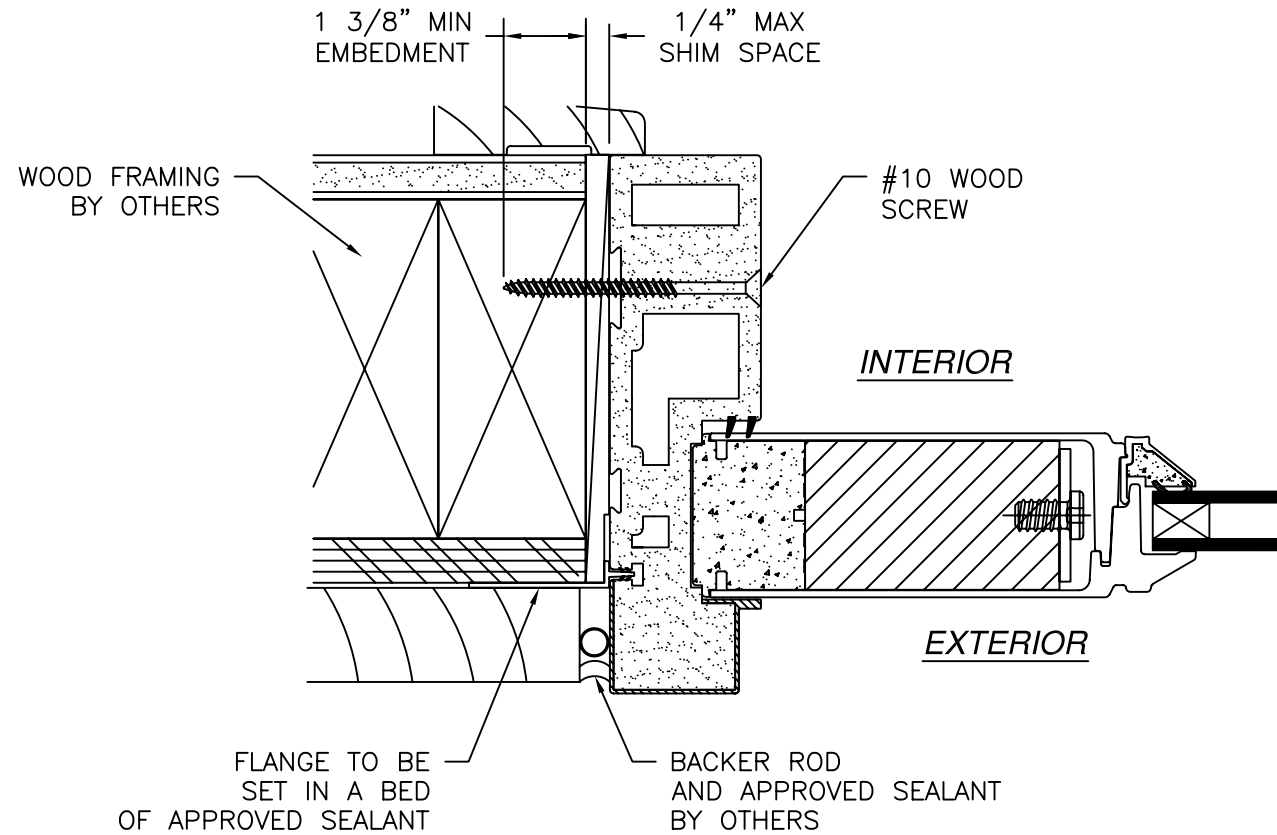 1 3/8” MIN
EMBEDMENT
1/4” MAX
SHIM SPACE
WOOD FRAMING
BY OTHERS
#10 WOOD
SCREW
INTERIOR
EXTERIOR
FLANGE TO BE
SET IN A BED
OF APPROVED SEALANT
BACKER ROD
AND APPROVED SEALANT
BY OTHERS